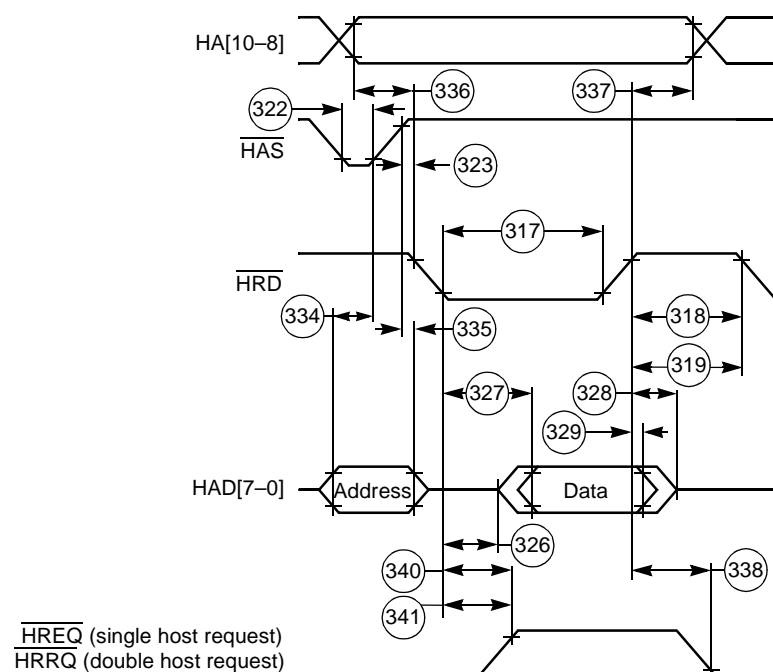 HA[10–8]
336
337
322
HAS
323
317
HRD
334
335
318
319
327
328
329
HAD[7–0]
Address
Data
326
340
338
341
HREQ (single host request)
HRRQ (double host request)